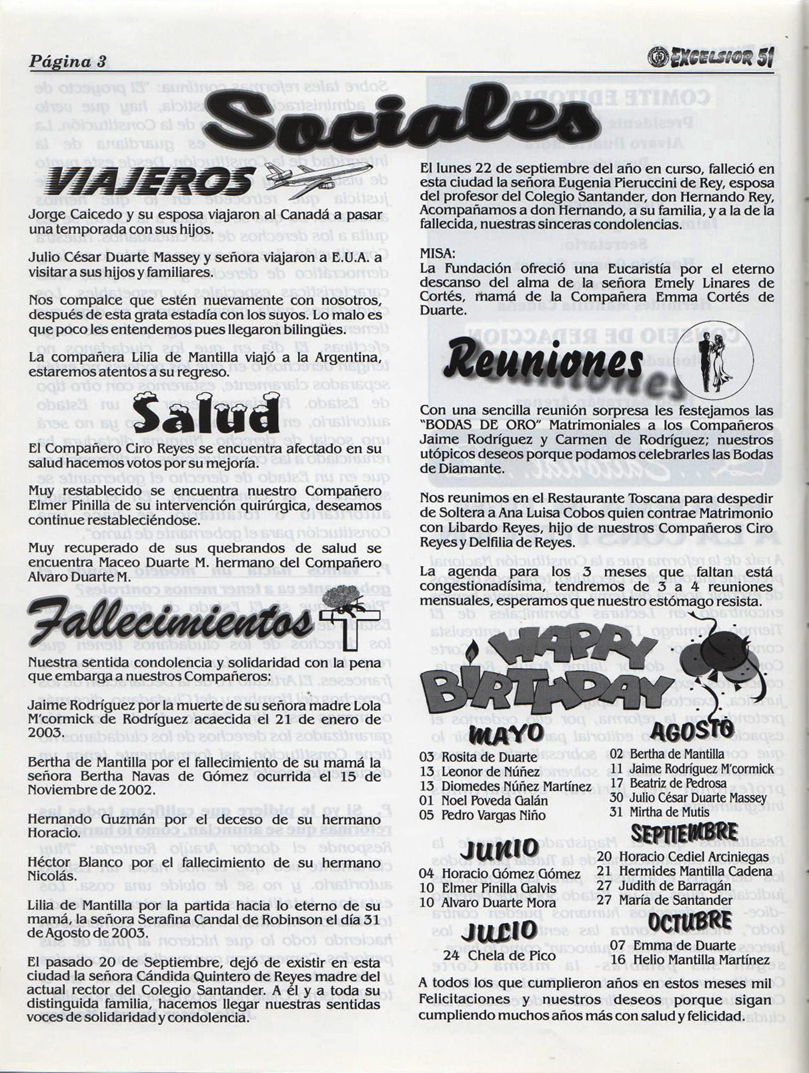 Página 3
EXCELSIOR 51
Sociales
VIAJEROS
Jorge Caicedo y su esposa viajaron al Canadá a pasar
una temporada con sus hijos.
Julio César Duarte Massey y señora viajaron a E.U.A. a
visitar a sus hijos y familiares.
Nos compalce que estén nuevamente con nosotros,
después de esta grata estadía con los suyos. Lo malo es
que poco les entendemos pues llegaron bilingües.
La compañera Lilia de Mantilla viajó a la Argentina,
estaremos atentos a su regreso.
Salud
El Compañero Ciro Reyes se encuentra afectado en su
salud hacemos votos por su mejoría.
Muy restablecido se encuentra nuestro Compañero
Elmer Pinilla de su intervención quirúrgica, deseamos
continue restableciéndose.
Muy recuperado de sus quebrandos de salud se
encuentra Maceo Duarte M. hermano del Compañero
Alvaro Duarte M.
Fallecimientos
Nuestra sentida condolencia y solidaridad con la pena
que embarga a nuestros Compañeros:
Jaime Rodríguez por la muerte de su señora madre Lola
M'cormick de Rodríguez acaecida el 21 de enero de
2003.
Bertha de Mantilla por el fallecimiento de su mamá la
señora Bertha Navas de Gómez ocurrida el 15 de
Noviembre de 2002.
Hernando Guzmán por el deceso de su hermano
Horacio.
Héctor Blanco por el fallecimiento de su hermano
Nicolás.
Lilia de Mantilla por la partida hacia lo eterno de su
mamá, la señora Serafina Candal de Robinson el día 31
de Agosto de 2003.
El pasado 20 de Septiembre, dejó de existir en esta
ciudad la señora Cándida Quintero de Reyes madre del
actual rector del Colegio Santander. A él y a toda su
distinguida familia, hacemos llegar nuestras sentidas
voces de solidaridad y condolencia.
El lunes 22 de septiembre del año en curso, falleció en
esta ciudad la señora Eugenia Pieruccini de Rey, esposa
del profesor del Colegio Santander, don Hernando Rey,
Acompañamos a don Hernando, a su familia, y a la de la
fallecida, nuestras sinceras condolencias.
MISA:
La Fundación ofreció una Eucaristía por el eterno
descanso del alma de la señora Emely Linares de
Cortés, mamá de la Compañera Emma Cortés de
Duarte.
Reuniones
Con una sencilla reunión sorpresa les festejamos las
"BODAS DE ORO" Matrimoniales a los Compañeros
Jaime Rodríguez y Carmen de Rodríguez; nuestros
utópicos deseos porque podamos celebrarles las Bodas
de Diamante.
Nos reunimos en el Restaurante Toscana para despedir
de Soltera a Ana Luisa Cobos quien contrae Matrimonio
con Libardo Reyes, hijo de nuestros Compañeros Ciro
Reyes y Delfilia de Reyes.
La agenda para los 3 meses que faltan está
congestionadísima, tendremos de 3 a 4 reuniones
mensuales, esperamos que nuestro estómago resista.
HAPPY
BIRTHDAY
MAYO
03 Rosita de Duarte
13 Leonor de Núñez
13 Diomedes Núñez Martínez
01 Noel Poveda Galán
05 Pedro Vargas Niño
JUNIO
04 Horacio Gómez Gómez
10 Elmer Pinilla Galvis
10 Alvaro Duarte Mora
JULIO
24 Chela de Pico
AGOSTO
02 Bertha de Mantilla
11 Jaime Rodríguez M'cormick
17 Beatriz de Pedrosa
30 Julio César Duarte Massey
31 Mirtha de Mutis
SEPTIEMBRE
20 Horacio Cediel Arciniegas
21 Hermides Mantilla Cadena
27 Judith de Barragán
27 María de Santander
OCTUBRE
07 Emma de Duarte
16 Helio Mantilla Martínez
A todos los que cumplieron años en estos meses mil
Felicitaciones y nuestros deseos porque sigan
cumpliendo muchos años más con salud y felicidad.